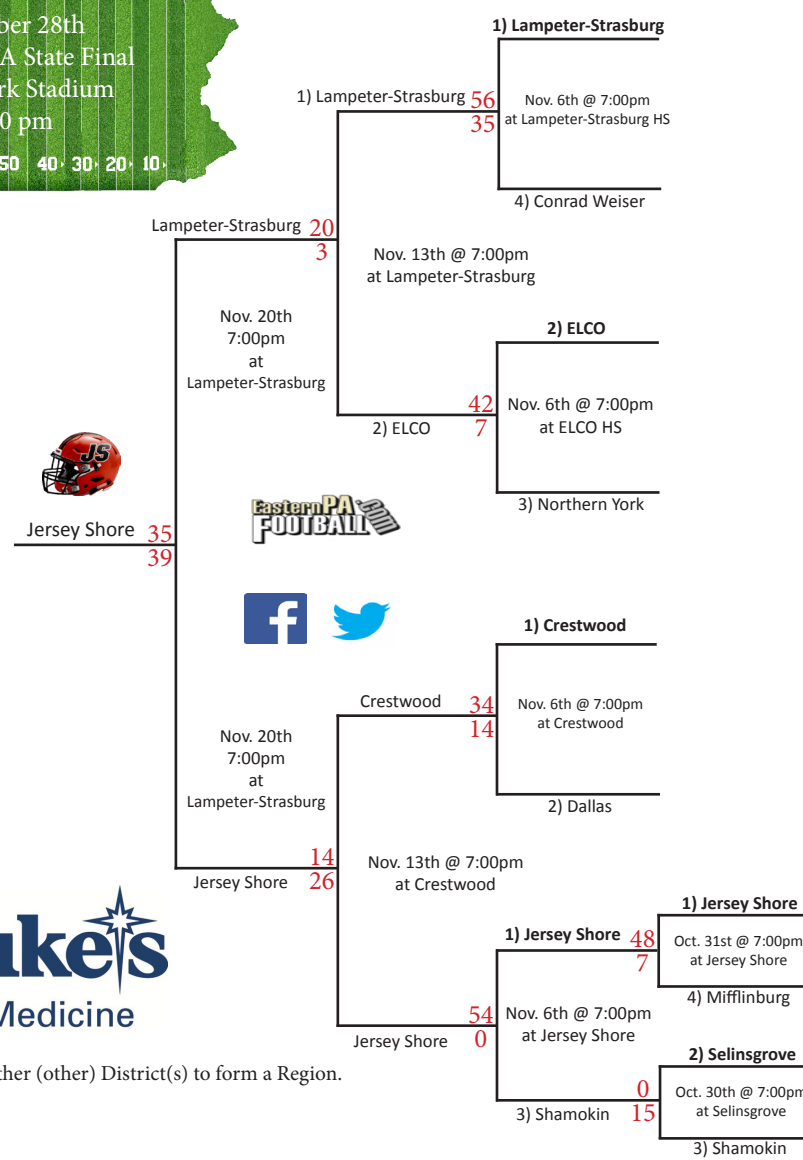 A State Final
rk Stadium
0 pm
50 40 30 20 10
1) Lampeter-Strasburg
1) Lampeter-Strasburg 56
35
Nov. 6th @ 7:00pm
at Lampeter-Strasburg HS
4) Conrad Weiser
Lampeter-Strasburg 20
3
Nov. 13th @ 7:00pm
at Lampeter-Strasburg
Nov. 20th
7:00pm
at
Lampeter-Strasburg
2) ELCO
2) ELCO
42
7
Nov. 6th @ 7:00pm
at ELCO HS
3) Northern York
JS
Jersey Shore 35
39
EasternPA
FOOTBALL
.com
f
1) Crestwood
Crestwood 34
14
Nov. 6th @ 7:00pm
at Crestwood
2) Dallas
Nov. 20th
7:00pm
at
Lampeter-Strasburg
14
Jersey Shore 26
Nov. 13th @ 7:00pm
at Crestwood
1) Jersey Shore
1) Jersey Shore 48
7
Oct. 31st @ 7:00pm
at Jersey Shore
4) Mifflinburg
54
Jersey Shore 0
Nov. 6th @ 7:00pm
at Jersey Shore
2) Selinsgrove
0
3) Shamokin 15
Oct. 30th @ 7:00pm
at Selinsgrove
3) Shamokin
uke's
Medicine
ther (other) District(s) to form a Region.